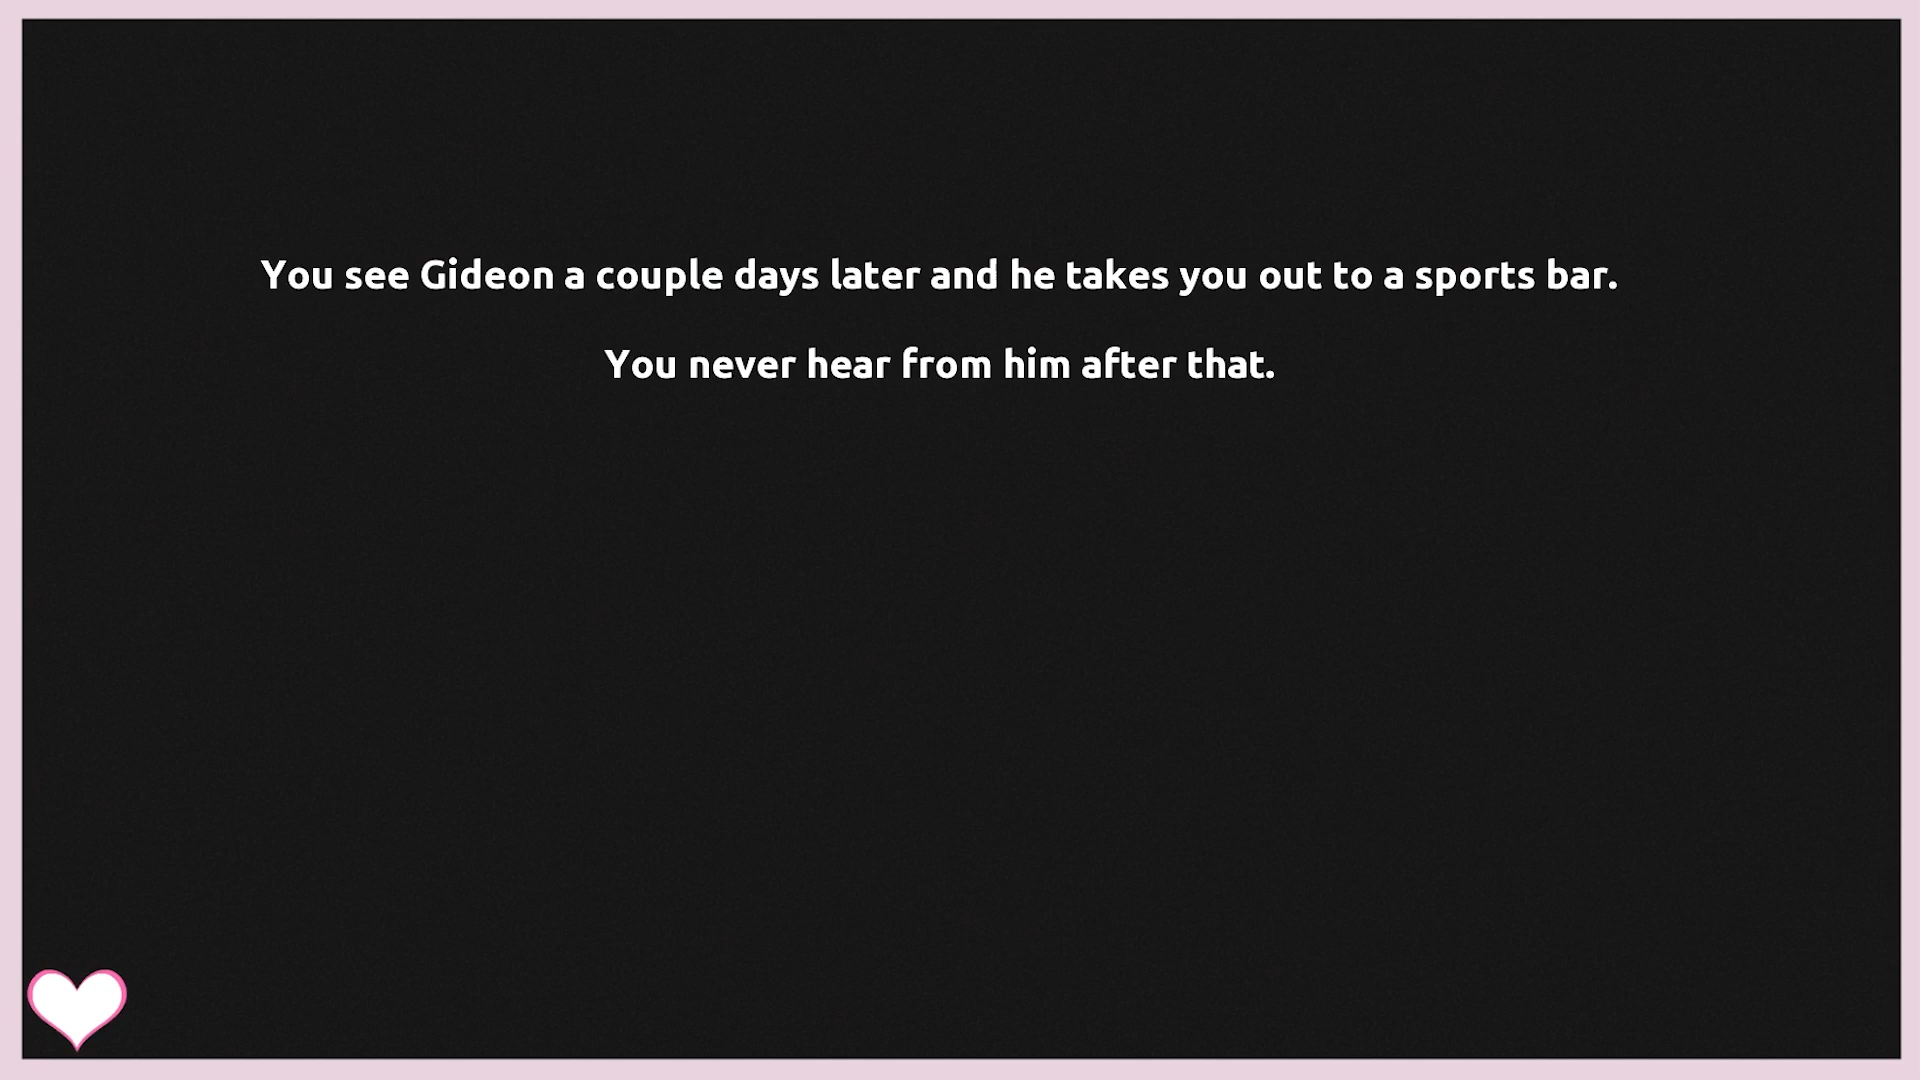 You see Gideon a couple days later and he takes you out to a sports bar.
You never hear from him after that.